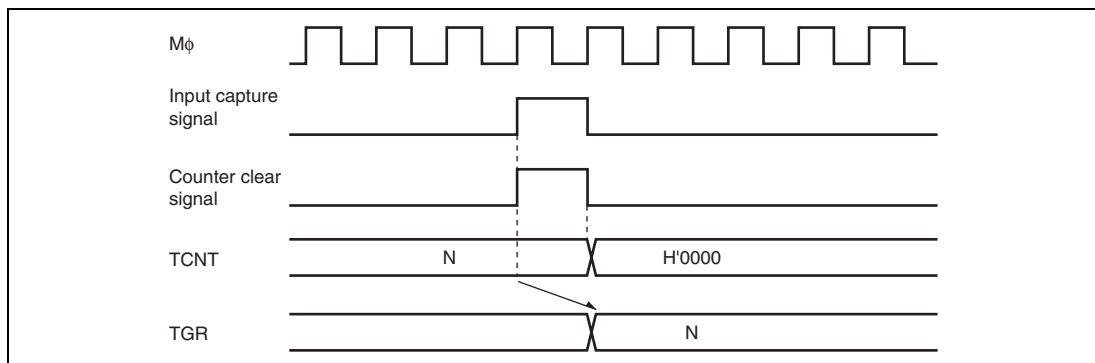 Mφ
Input capture
signal
Counter clear
signal
TCNT
N
H'0000
TGR
N